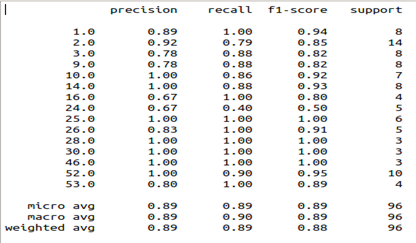 precision recall f1-score support
1.0 0.89 1.00 0.94 8
2.0 0.92 0.79 0.85 14
3.0 0.78 0.88 0.82 8
9.0 0.78 0.88 0.82 8
10.0 1.00 0.86 0.92 7
14.0 1.00 0.88 0.93 8
16.0 0.67 1.00 0.80 4
24.0 0.67 0.40 0.50 5
25.0 1.00 1.00 1.00 6
26.0 0.83 1.00 0.91 5
28.0 1.00 1.00 1.00 3
30.0 1.00 1.00 1.00 3
46.0 1.00 1.00 1.00 3
52.0 1.00 0.90 0.95 10
53.0 0.80 1.00 0.89 4
micro avg 0.89 0.89 0.89 96
macro avg 0.89 0.90 0.89 96
weighted avg 0.89 0.89 0.88 96